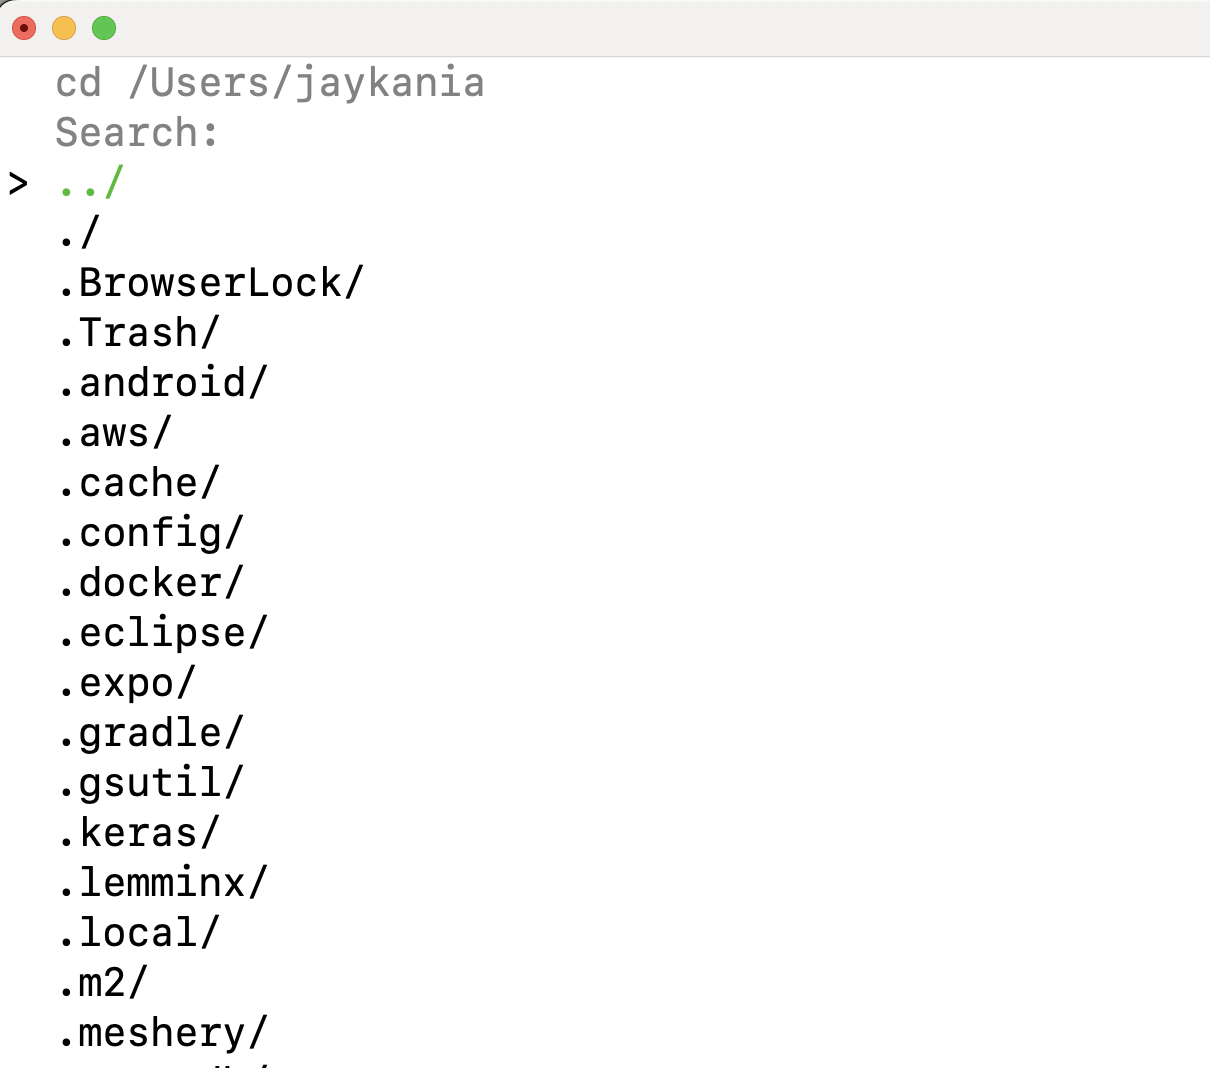 cd /Users/jaykania
Search:
> ../
./
.BrowserLock/
.Trash/
.android/
.aws/
.cache/
.config/
.docker/
.eclipse/
.expo/
.gradle/
.gsutil/
.keras/
.lemminx/
.local/
.m2/
.meshery/